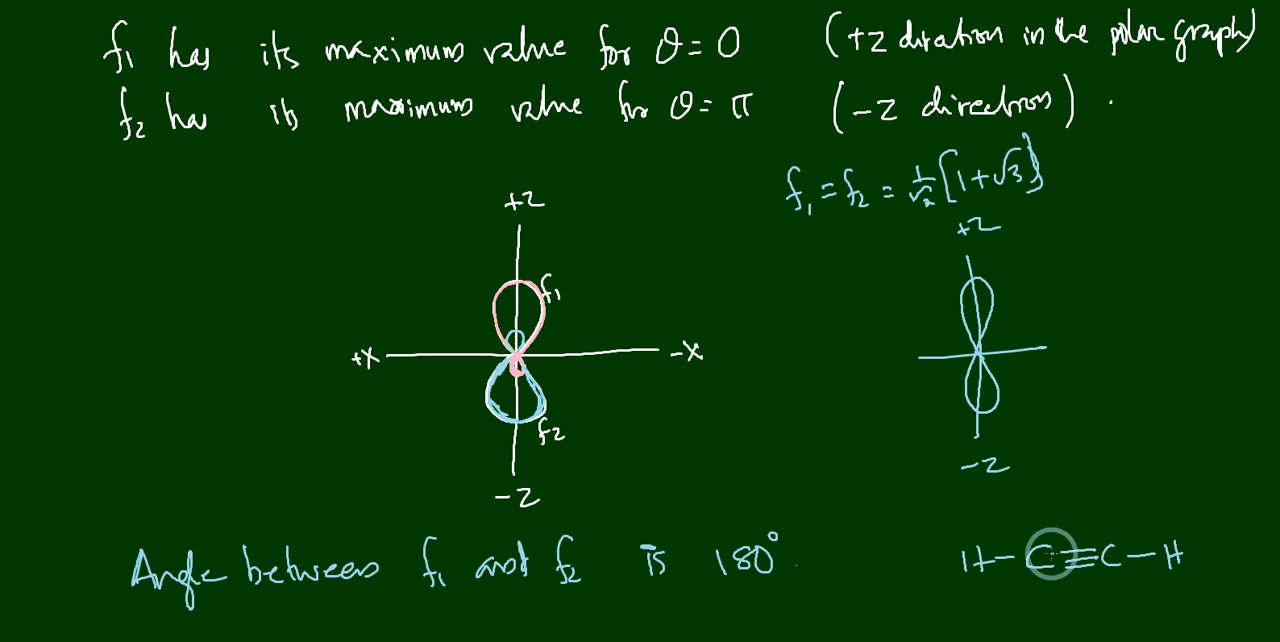 f₁ has its maximum value for θ = 0 (+z diration in the polar graph)
f₂ has its maximum value for θ = π (−z direction).
f₁ = f₂ = 1/√2 [1+√3]
+z
+z
f₁
+x
−x
f₂
−z
−z
Angle between f₁ and f₂ is 180°.
H−C≡C−H